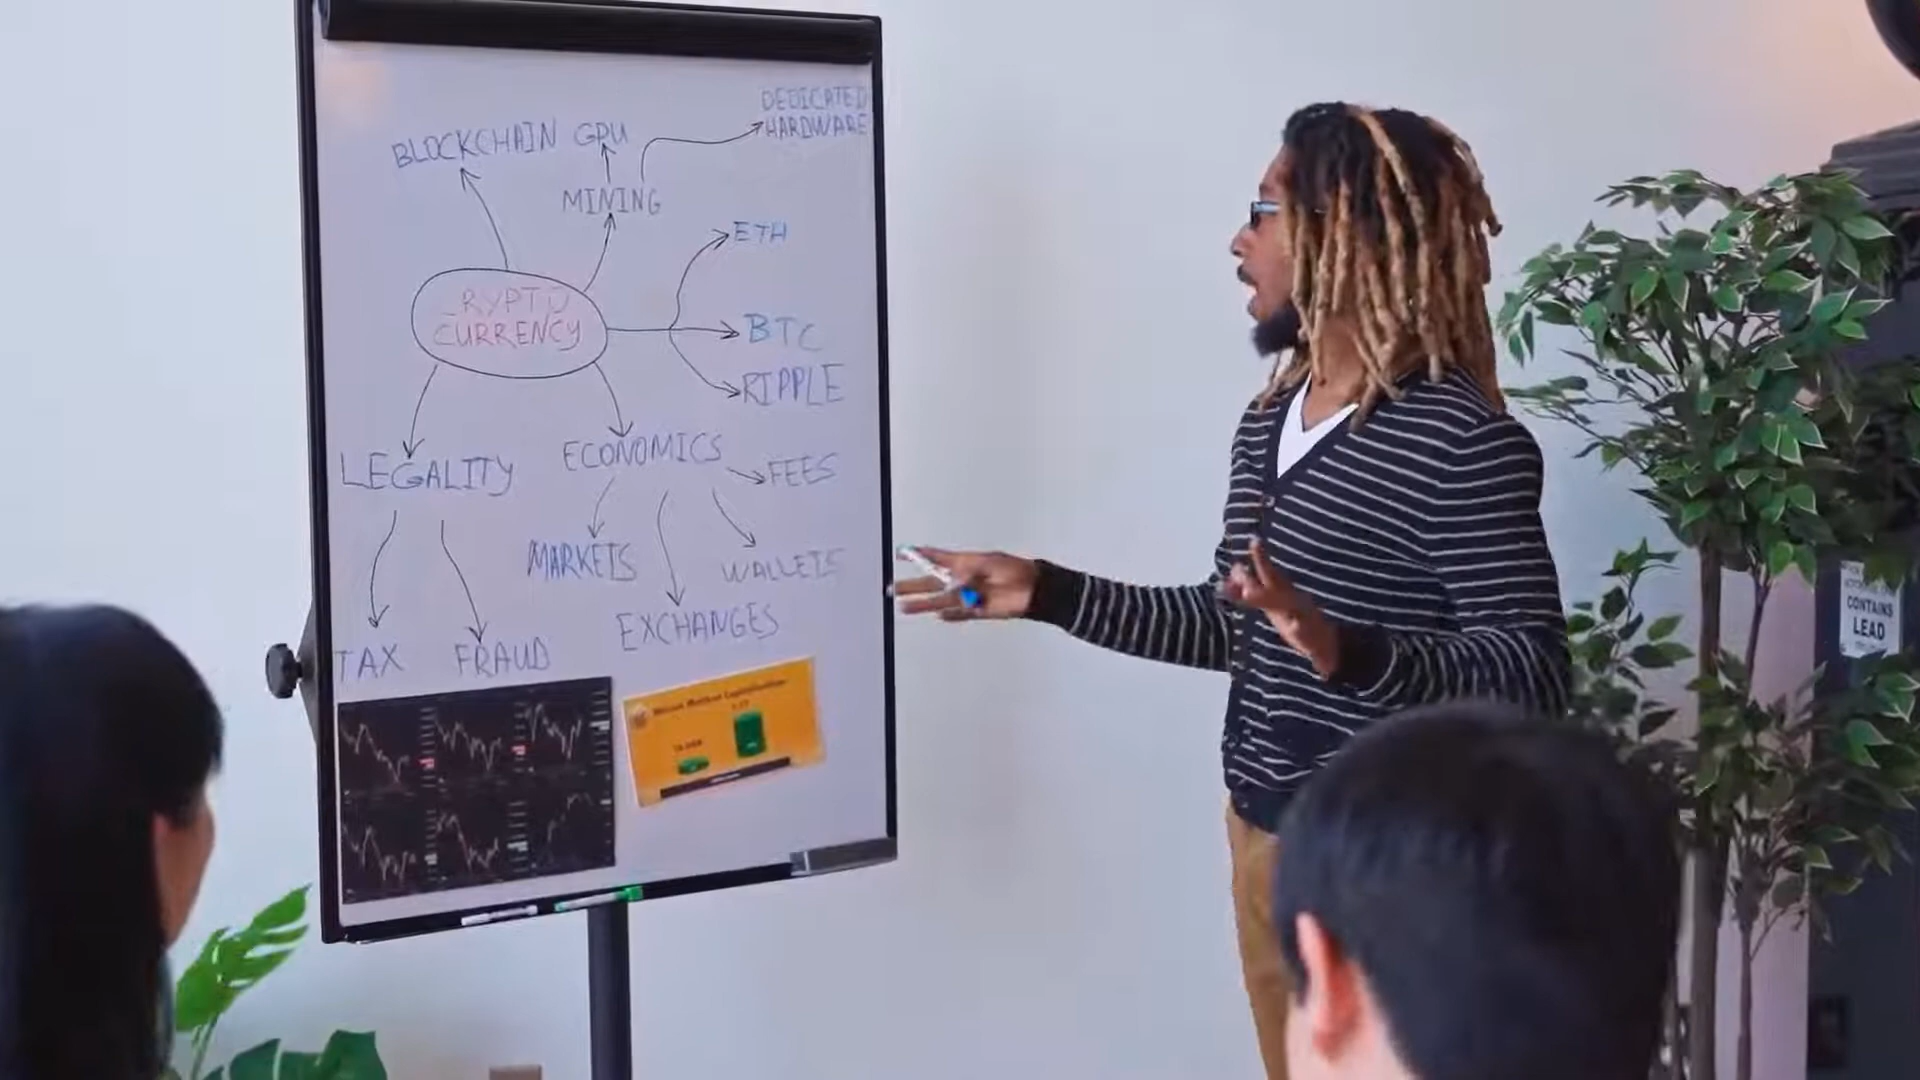 DEDICATED
HARDWARE
BLOCKCHAIN GPU
MINING
ETH
RYPTO
CURRENCY
BTC
RIPPLE
LEGALITY
ECONOMICS
FEES
MARKETS
WALLETS
EXCHANGES
TAX
FRAUD
CONTAINS
LEAD